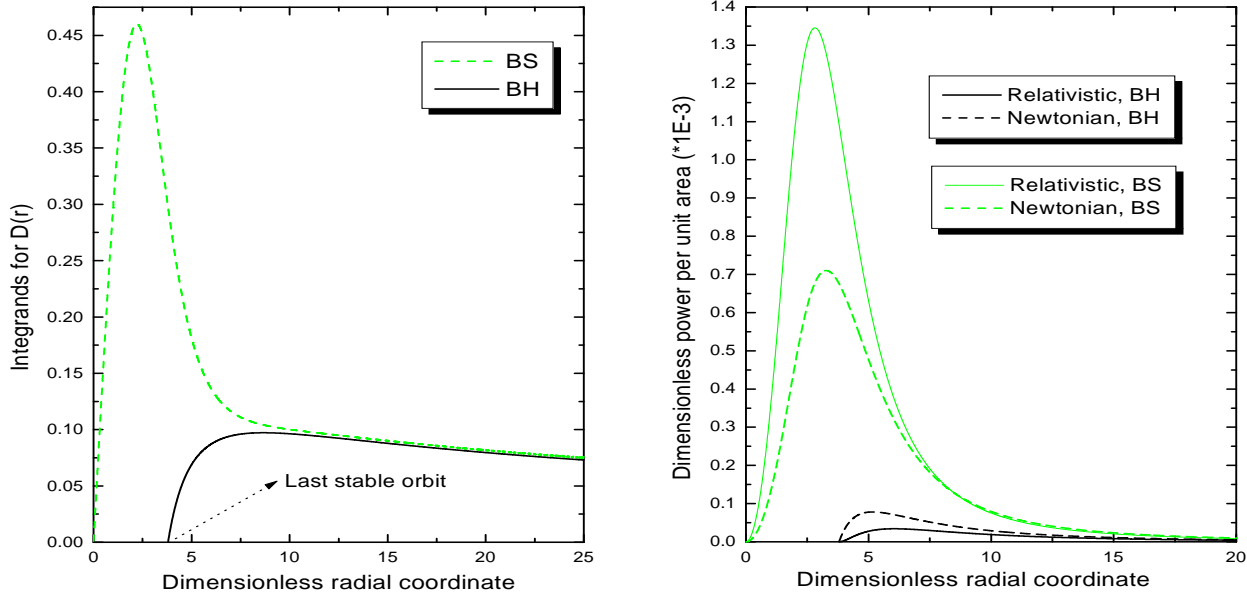 Integrands for D(r)
0.45
0.40
0.35
0.30
0.25
0.20
0.15
0.10
0.05
0.00
BS
BH
Last stable orbit
0 5 10 15 20 25
Dimensionless radial coordinate
Dimensionless power per unit area (*1E-3)
1.4
1.3
1.2
1.1
1.0
0.9
0.8
0.7
0.6
0.5
0.4
0.3
0.2
0.1
0.0
Relativistic, BH
Newtonian, BH
Relativistic, BS
Newtonian, BS
0 5 10 15 20
Dimensionless radial coordinate